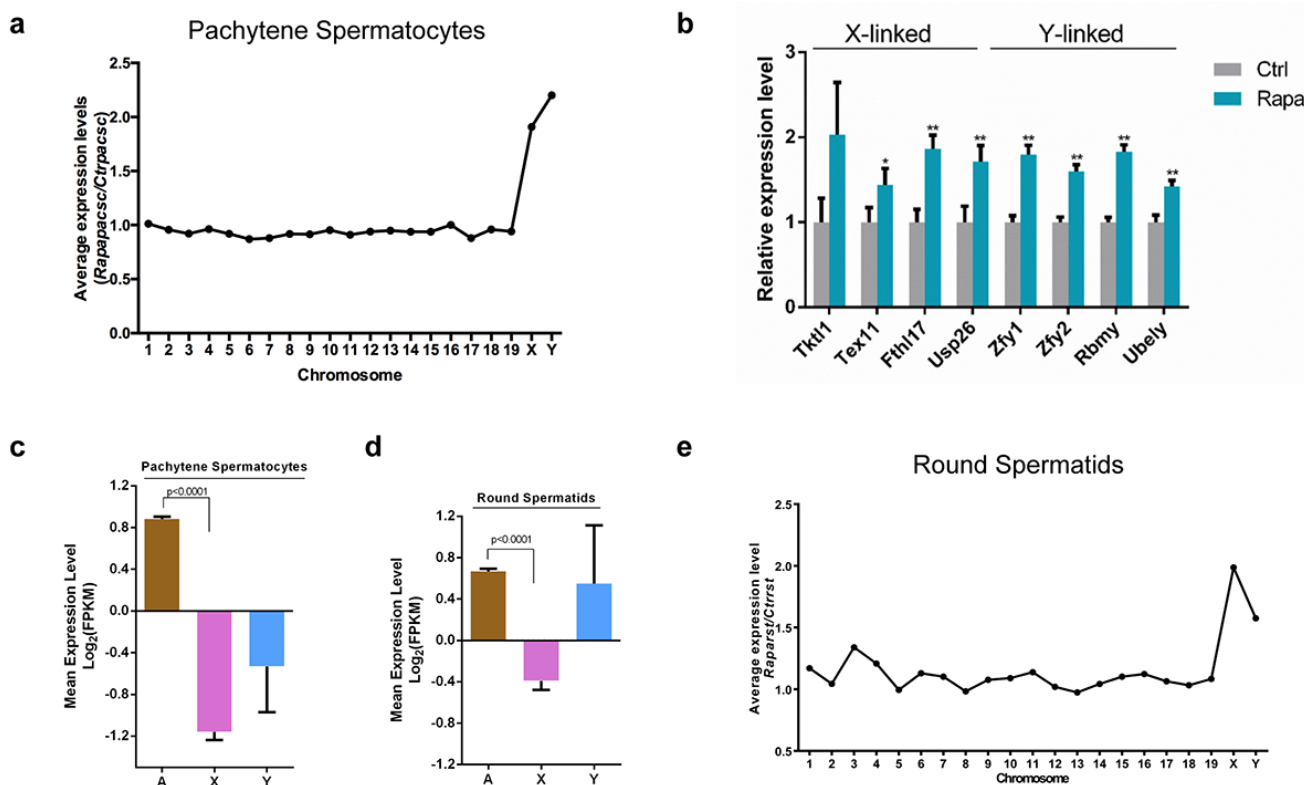 a
Pachytene Spermatocytes
Average expression levels
(Rapapacsc/Ctrpacsc)
2.5
2.0
1.5
1.0
0.5
0.0
1 2 3 4 5 6 7 8 9 10 11 12 13 14 15 16 17 18 19 X Y
Chromosome
b
X-linked Y-linked
Ctrl
Rapa
Relative expression level
3
2
1
0
* ** ** ** ** ** **
Tktl1 Tex11 Fthl17 Usp26 Zfy1 Zfy2 Rbmy Ubely
c
Pachytene Spermatocytes
p<0.0001
Mean Expression Level
Log2(FPKM)
1.2
0.8
0.4
0.0
-0.4
-0.8
-1.2
A X Y
d
Round Spermatids
p<0.0001
Mean Expression Level
Log2(FPKM)
1.2
0.8
0.4
0.0
-0.4
-0.8
-1.2
A X Y
e
Round Spermatids
Average expression level
Raparst/Ctrrst
2.5
2.0
1.5
1.0
0.5
1 2 3 4 5 6 7 8 9 10 11 12 13 14 15 16 17 18 19 X Y
Chromosome